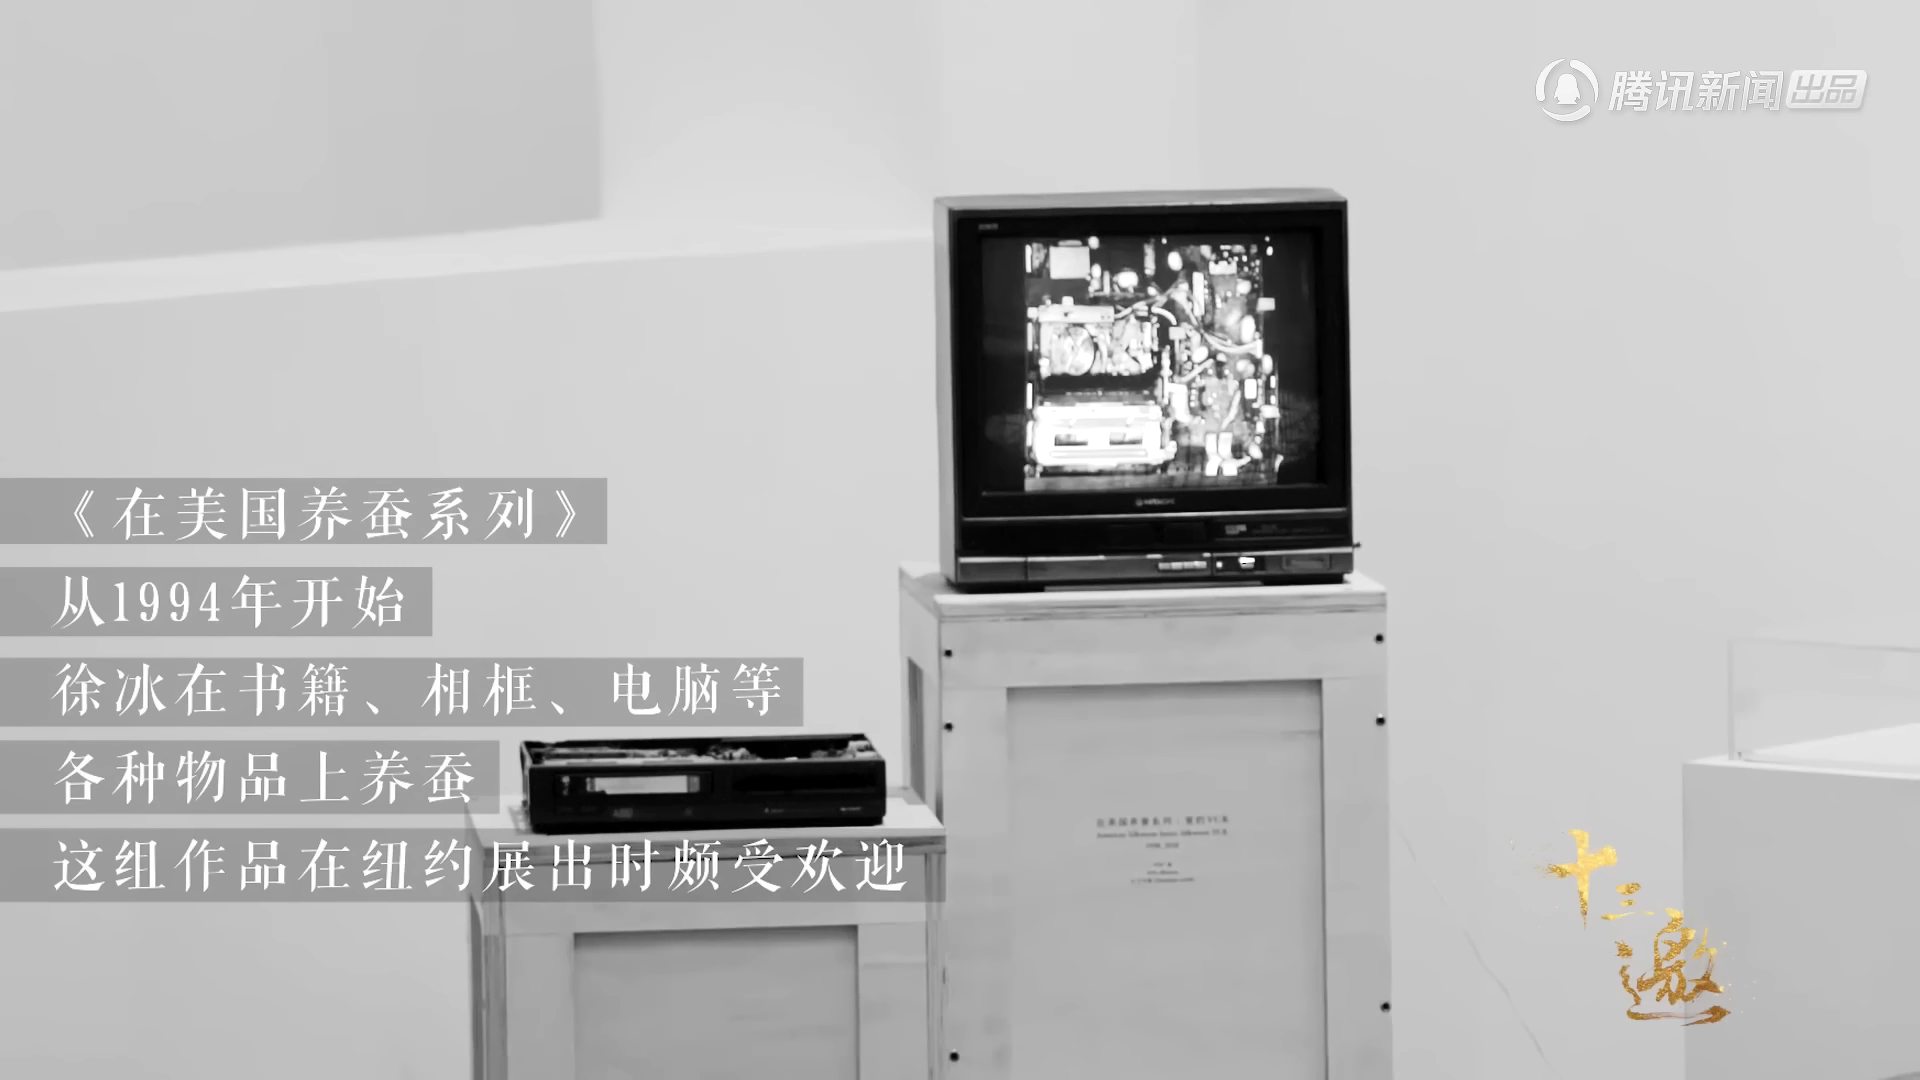 腾讯新闻出品
《在美国养蚕系列》
从1994年开始
徐冰在书籍、相框、电脑等
各种物品上养蚕
这组作品在纽约展出时颇受欢迎
HITACHI
十三邀